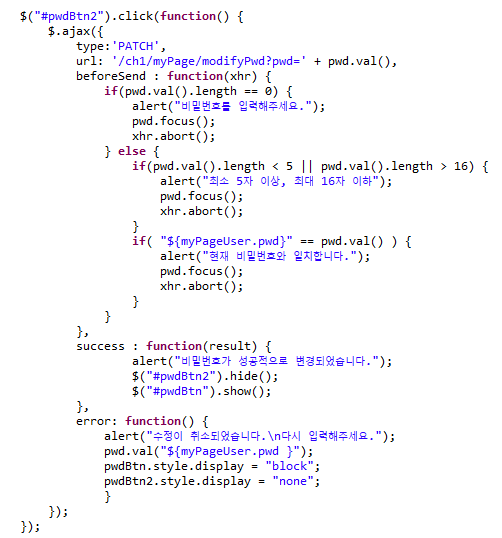 $("#pwdBtn2").click(function() {
    $.ajax({
        type:'PATCH',
        url: '/ch1/myPage/modifyPwd?pwd=' + pwd.val(),
        beforeSend : function(xhr) {
            if(pwd.val().length == 0) {
                alert("비밀번호를 입력해주세요.");
                pwd.focus();
                xhr.abort();
            } else {
                if(pwd.val().length < 5 || pwd.val().length > 16) {
                    alert("최소 5자 이상, 최대 16자 이하");
                    pwd.focus();
                    xhr.abort();
                }
                if( "${myPageUser.pwd}" == pwd.val() ) {
                    alert("현재 비밀번호와 일치합니다.");
                    pwd.focus();
                    xhr.abort();
                }
            }
        },
        success : function(result) {
                alert("비밀번호가 성공적으로 변경되었습니다.");
                $("#pwdBtn2").hide();
                $("#pwdBtn").show();
        },
        error: function() {
            alert("수정이 취소되었습니다.\n다시 입력해주세요.");
            pwd.val("${myPageUser.pwd }");
            pwdBtn.style.display = "block";
            pwdBtn2.style.display = "none";
            }
    });
});